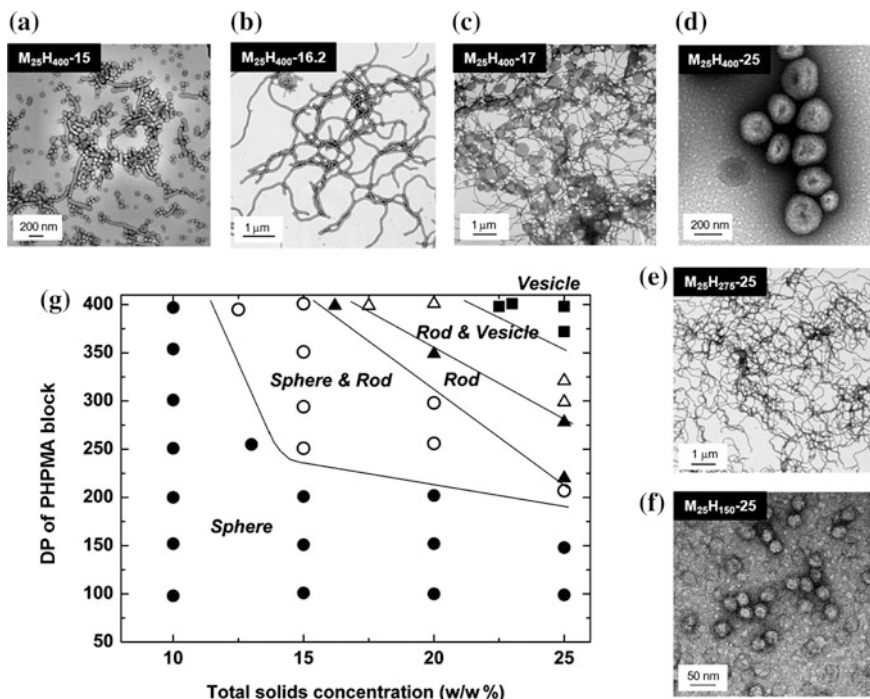 (a)
(b)
(c)
(d)
M25H400-15
M25H400-16.2
M25H400-17
M25H400-25
200 nm
1 μm
1 μm
200 nm
(e)
M25H275-25
1 μm
(f)
M25H150-25
50 nm
(g)
Vesicle
Rod & Vesicle
Sphere & Rod
Rod
Sphere
DP of PHPMA block
400
350
300
250
200
150
100
50
10
15
20
25
Total solids concentration (w/w %)